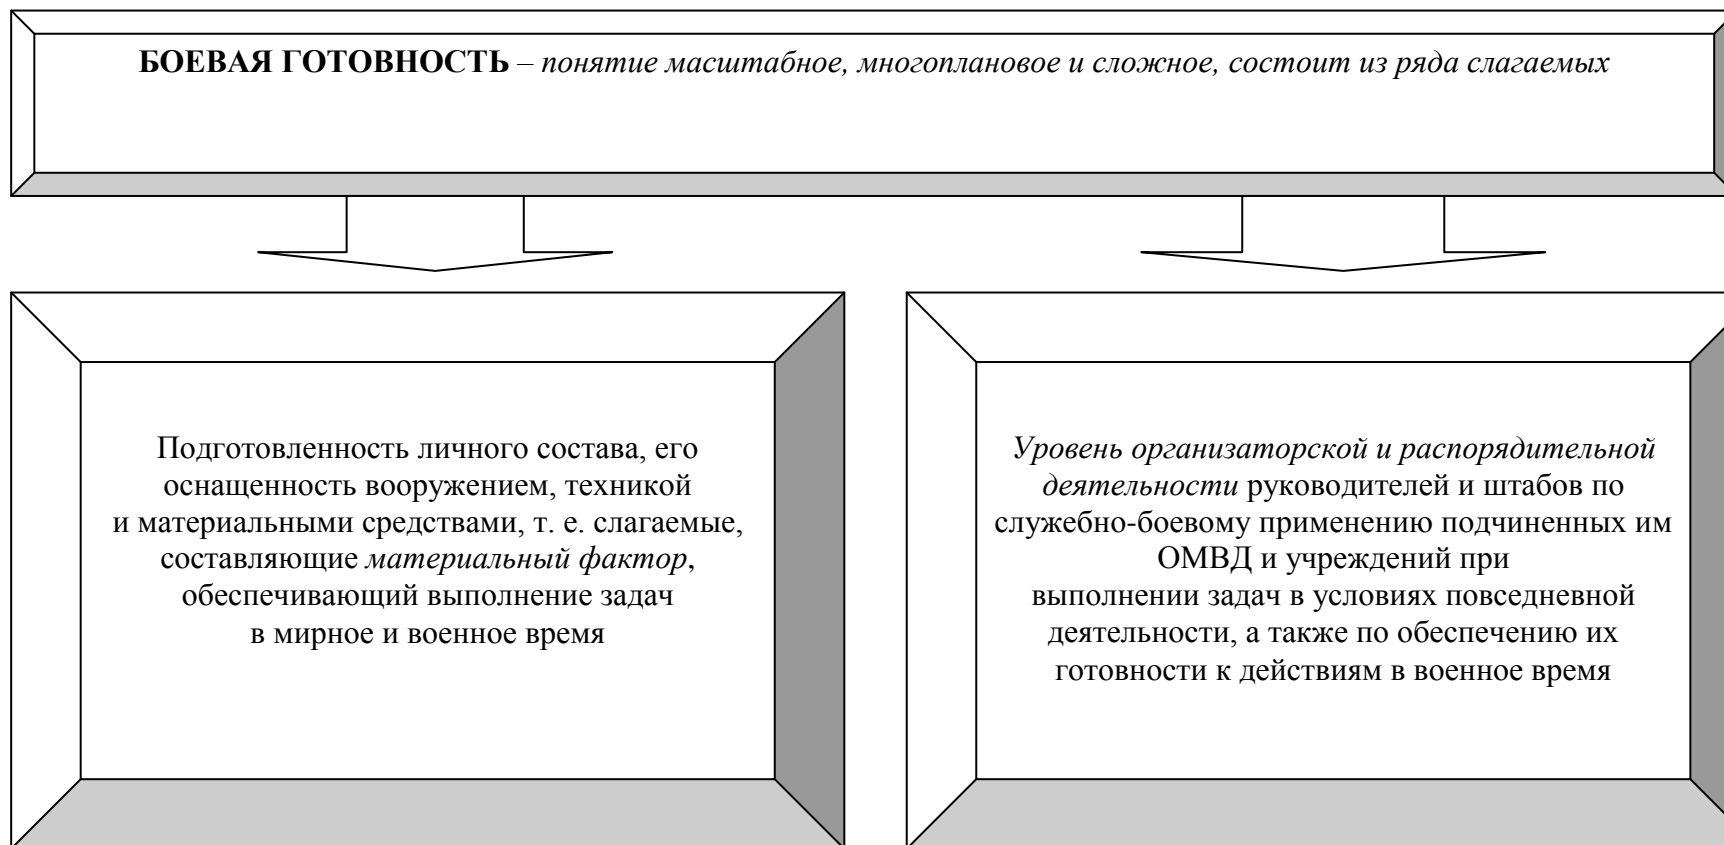 БОЕВАЯ ГОТОВНОСТЬ – понятие масштабное, многоплановое и сложное, состоит из ряда слагаемых
Подготовленность личного состава, его
оснащенность вооружением, техникой
и материальными средствами, т. е. слагаемые,
составляющие материальный фактор,
обеспечивающий выполнение задач
в мирное и военное время
Уровень организаторской и распорядительной
деятельности руководителей и штабов по
служебно-боевому применению подчиненных им
ОМВД и учреждений при
выполнении задач в условиях повседневной
деятельности, а также по обеспечению их
готовности к действиям в военное время